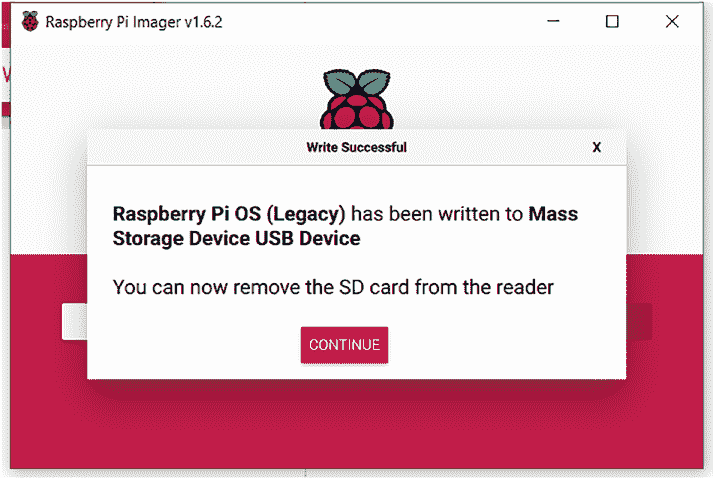 Raspberry Pi Imager v1.6.2
Write Successful
X
Raspberry Pi OS (Legacy) has been written to Mass
Storage Device USB Device
You can now remove the SD card from the reader
CONTINUE